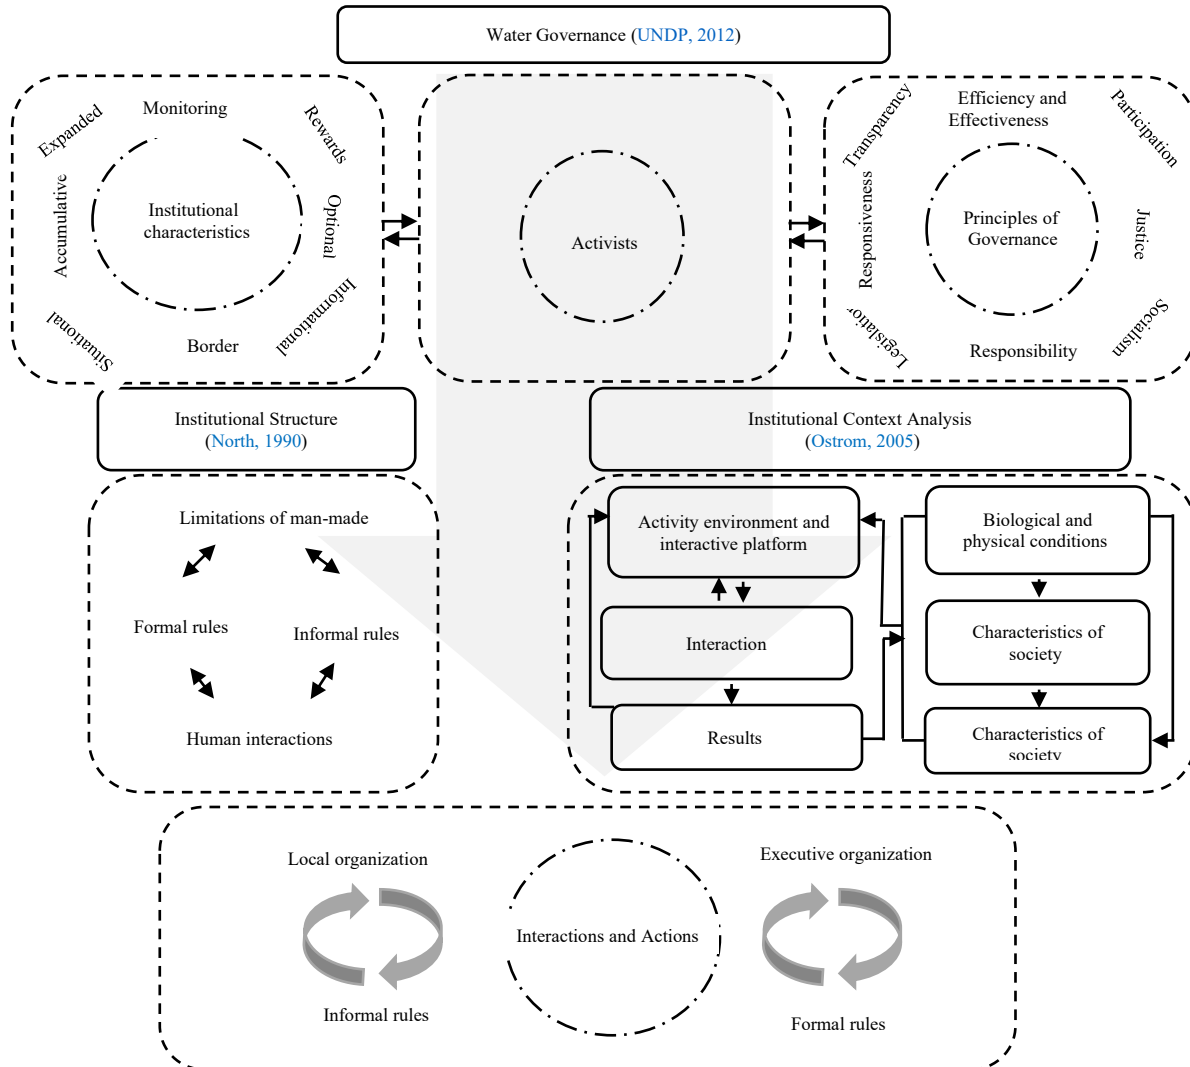 Water Governance (UNDP, 2012)
Expanded
Monitoring
Rewards
Accumulative
Institutional
characteristics
Optional
Situational
Border
Informational
Activists
Transparency
Efficiency and
Effectiveness
Participation
Responsiveness
Principles of
Governance
Justice
Responsibility
Socialism
Institutional Structure
(North, 1990)
Institutional Context Analysis
(Ostrom, 2005)
Limitations of man-made
Formal rules
Informal rules
Human interactions
Activity environment and
interactive platform
Interaction
Results
Biological and
physical conditions
Characteristics of
society
Characteristics of
society
Local organization
Informal rules
Interactions and Actions
Executive organization
Formal rules